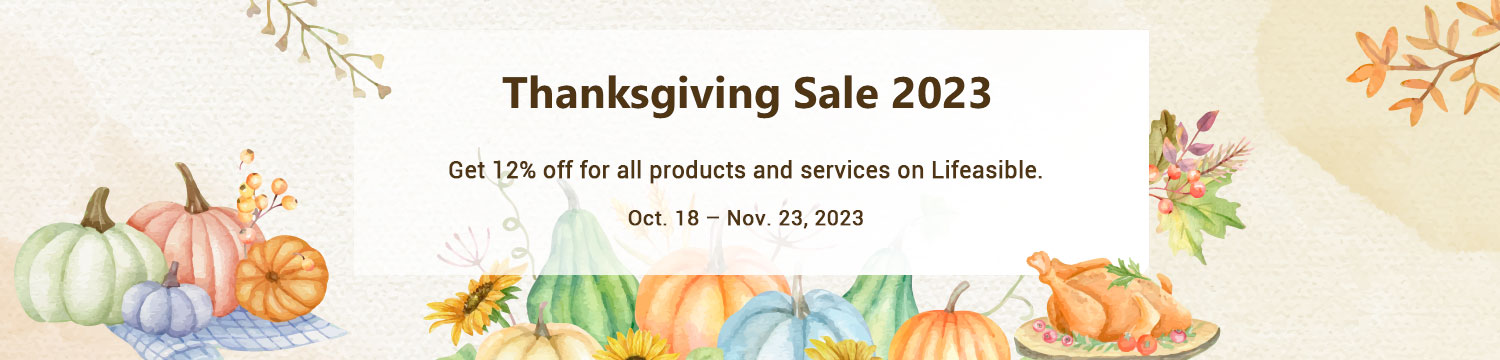 Thanksgiving Sale 2023
Get 12% off for all products and services on Lifeasible.
Oct. 18 – Nov. 23, 2023